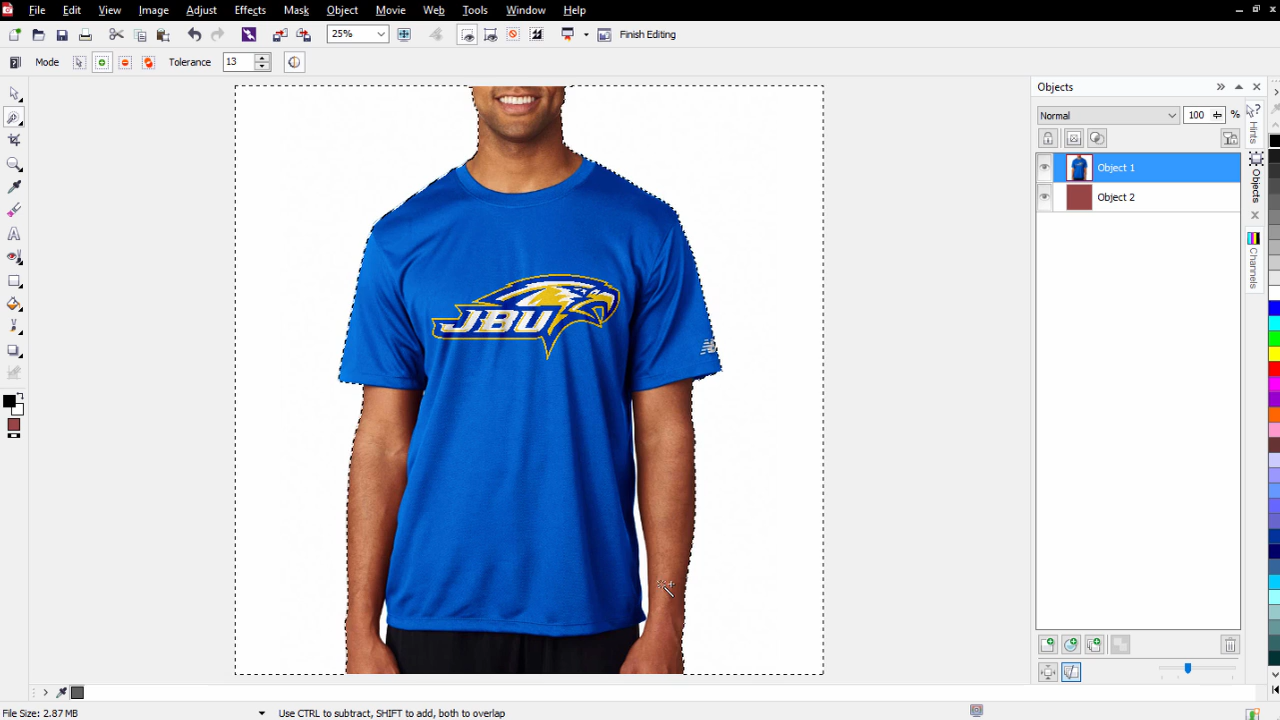 File Edit View Image Adjust Effects Mask Object Movie Web Tools Window Help
25% Finish Editing
Mode Tolerance 13
Objects
Normal 100 %
Hints
Object 1
Objects
Object 2
Channels
JBU
File Size: 2.87 MB Use CTRL to subtract, SHIFT to add, both to overlap